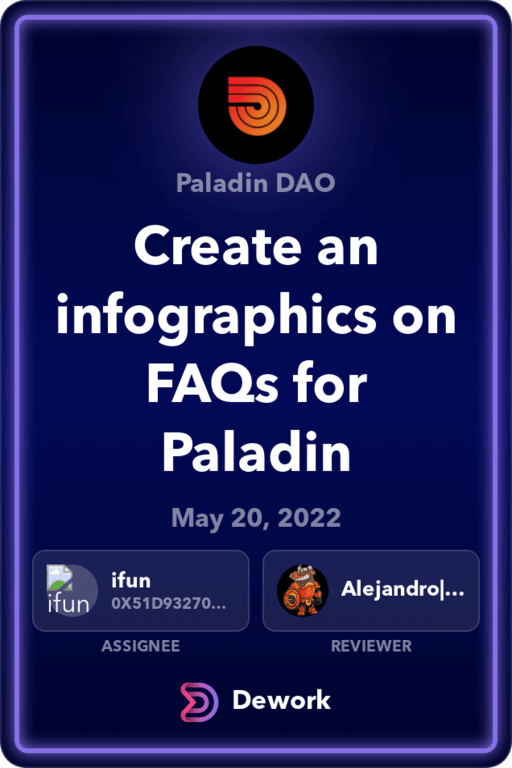 Paladin DAO
Create an
infographics on
FAQs for
Paladin
May 20, 2022
ifun
ifun
0X51D93270...
Alejandro|...
ASSIGNEE
REVIEWER
Dework